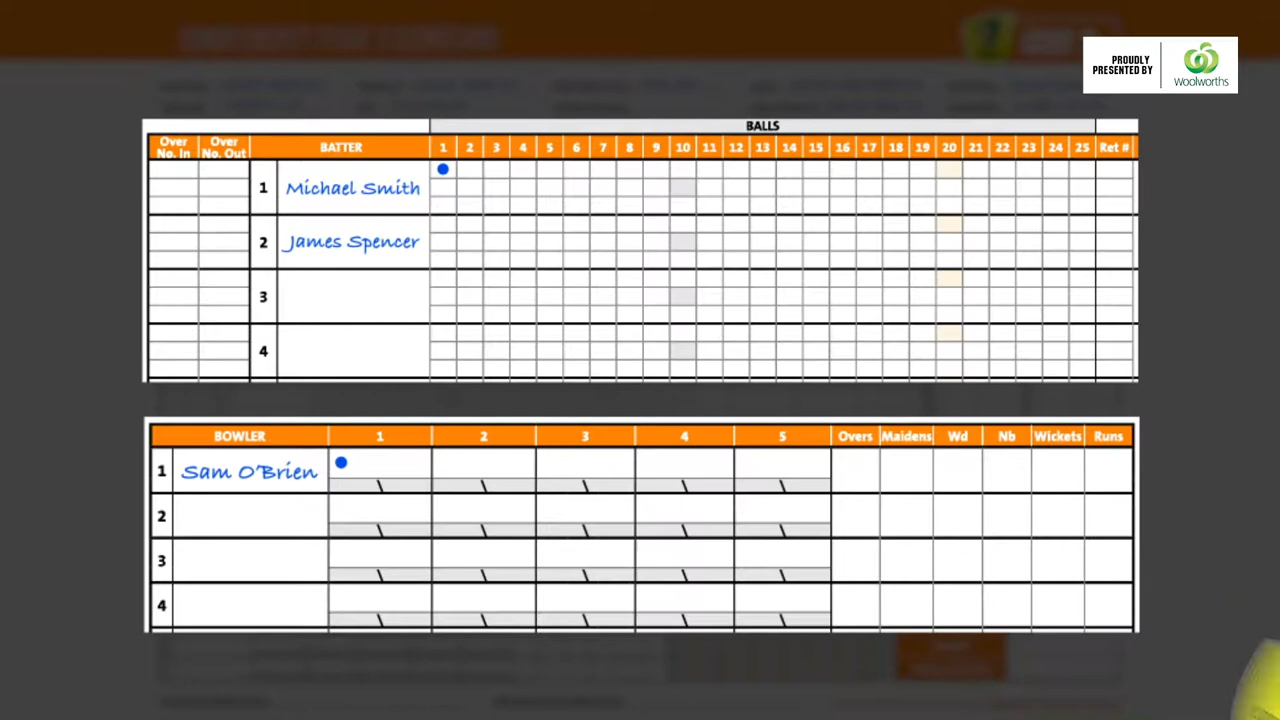 PROUDLY
PRESENTED BY
Woolworths
BALLS
Over No. In Over No. Out BATTER 1 2 3 4 5 6 7 8 9 10 11 12 13 14 15 16 17 18 19 20 21 22 23 24 25 Ret #
1 Michael Smith
2 James Spencer
3
4
BOWLER 1 2 3 4 5 Overs Maidens Wd Nb Wickets Runs
1 Sam O'Brien
\ \ \ \ \
2
\ \ \ \ \
3
\ \ \ \ \
4
\ \ \ \ \